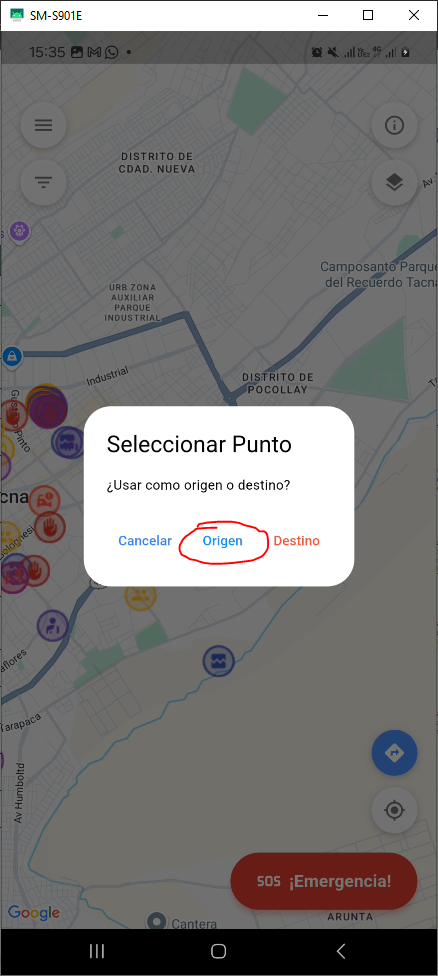 SM-S901E
15:35
DISTRITO DE
CDAD. NUEVA
Av
Camposanto Parque
del Recuerdo Tacna
URB ZONA
AUXILIAR
PARQUE
INDUSTRIAL
Industrial
DISTRITO DE
POCOLLAY
Gustavo Pinto
Seleccionar Punto
¿Usar como origen o destino?
Cancelar Origen Destino
Tarapaca
Av Humboldt
SOS ¡Emergencia!
Google
Cantera
ARUNTA